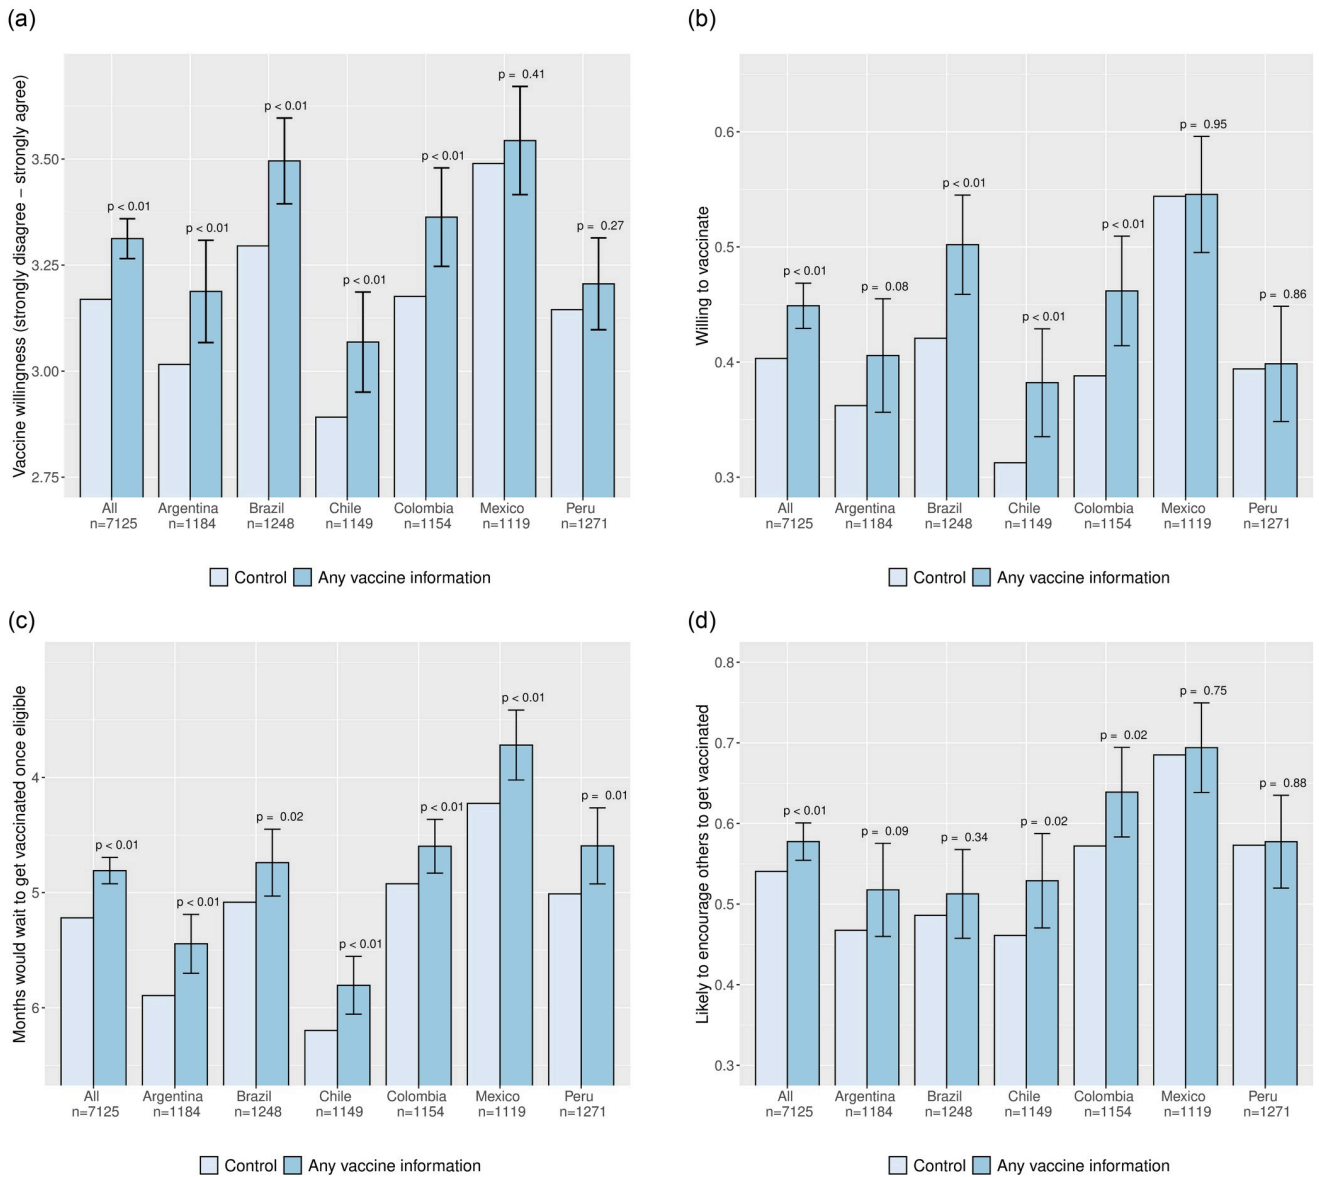 (a)
Vaccine willingness (strongly disagree − strongly agree)
3.50
3.25
3.00
2.75
p < 0.01
p < 0.01
p < 0.01
p < 0.01
p < 0.01
p = 0.41
p = 0.27
All Argentina Brazil Chile Colombia Mexico Peru
n=7125 n=1184 n=1248 n=1149 n=1154 n=1119 n=1271
Control Any vaccine information
(b)
Willing to vaccinate
0.6
0.5
0.4
0.3
p < 0.01
p = 0.08
p < 0.01
p < 0.01
p < 0.01
p = 0.95
p = 0.86
All Argentina Brazil Chile Colombia Mexico Peru
n=7125 n=1184 n=1248 n=1149 n=1154 n=1119 n=1271
Control Any vaccine information
(c)
Months would wait to get vaccinated once eligible
4
5
6
p < 0.01
p < 0.01
p = 0.02
p < 0.01
p < 0.01
p < 0.01
p = 0.01
All Argentina Brazil Chile Colombia Mexico Peru
n=7125 n=1184 n=1248 n=1149 n=1154 n=1119 n=1271
Control Any vaccine information
(d)
Likely to encourage others to get vaccinated
0.8
0.7
0.6
0.5
0.4
0.3
p < 0.01
p = 0.09
p = 0.34
p = 0.02
p = 0.02
p = 0.75
p = 0.88
All Argentina Brazil Chile Colombia Mexico Peru
n=7125 n=1184 n=1248 n=1149 n=1154 n=1119 n=1271
Control Any vaccine information